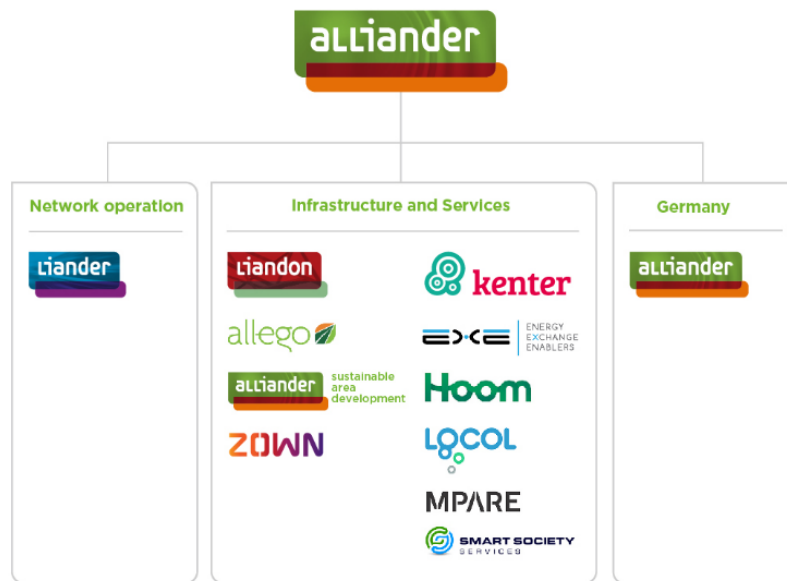 alliander
Network operation
Liander
Infrastructure and Services
Liandon
allego
alliander
sustainable
area
development
ZOWN
kenter
EXE
ENERGY
EXCHANGE
ENABLERS
Hoom
LOCOL
MPARE
SMART SOCIETY
SERVICES
Germany
alliander